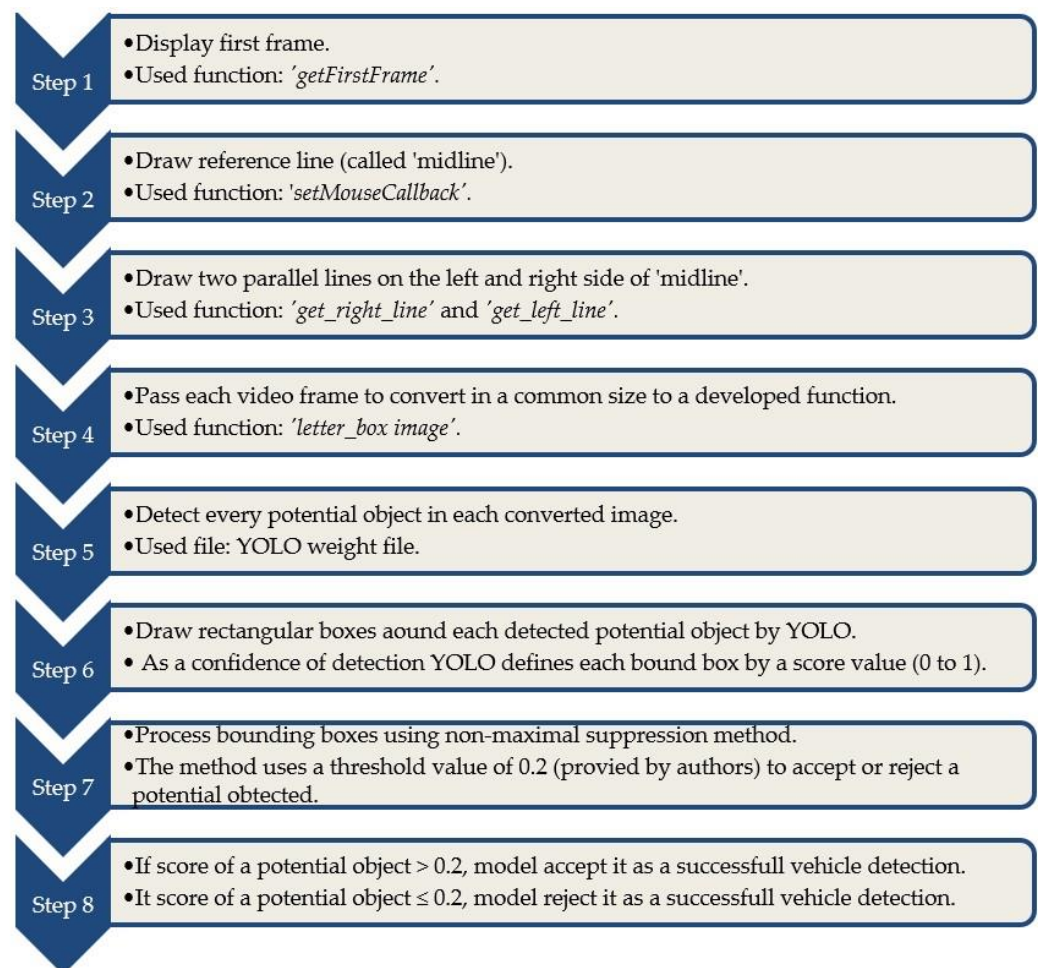 Step 1
•Display first frame.
•Used function: ´getFirstFrame´.
Step 2
•Draw reference line (called 'midline').
•Used function: 'setMouseCallback´.
Step 3
•Draw two parallel lines on the left and right side of 'midline'.
•Used function: ´get_right_line´ and ´get_left_line´.
Step 4
•Pass each video frame to convert in a common size to a developed function.
•Used function: ´letter_box image´.
Step 5
•Detect every potential object in each converted image.
•Used file: YOLO weight file.
Step 6
•Draw rectangular boxes aound each detected potential object by YOLO.
• As a confidence of detection YOLO defines each bound box by a score value (0 to 1).
Step 7
•Process bounding boxes using non-maximal suppression method.
•The method uses a threshold value of 0.2 (provied by authors) to accept or reject a
potential obtected.
Step 8
•If score of a potential object > 0.2, model accept it as a successfull vehicle detection.
•It score of a potential object ≤ 0.2, model reject it as a successfull vehicle detection.